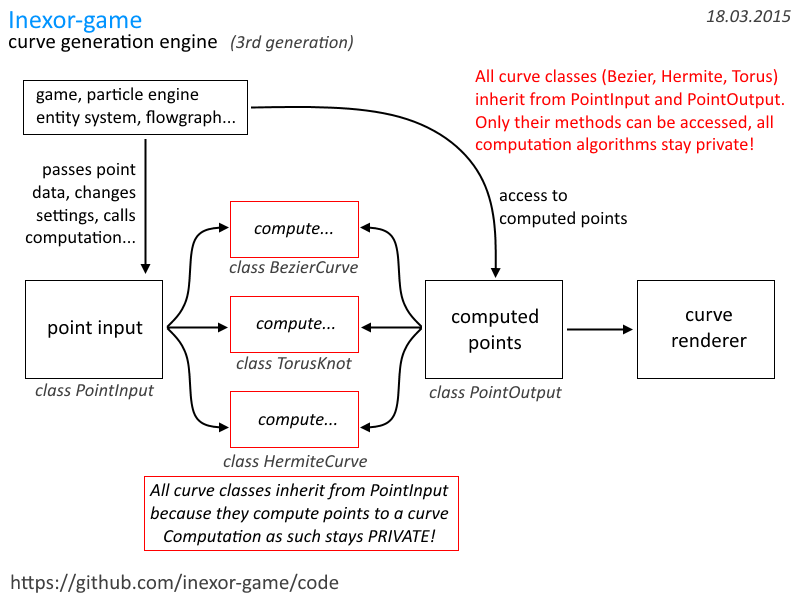 Inexor-game
18.03.2015
curve generation engine (3rd generation)
game, particle engine
entity system, flowgraph...
All curve classes (Bezier, Hermite, Torus)
inherit from PointInput and PointOutput.
Only their methods can be accessed, all
computation algorithms stay private!
passes point
data, changes
settings, calls
computation...
access to
computed points
compute...
class BezierCurve
point input
class PointInput
compute...
class TorusKnot
computed
points
class PointOutput
curve
renderer
compute...
class HermiteCurve
All curve classes inherit from PointInput
because they compute points to a curve
Computation as such stays PRIVATE!
https://github.com/inexor-game/code